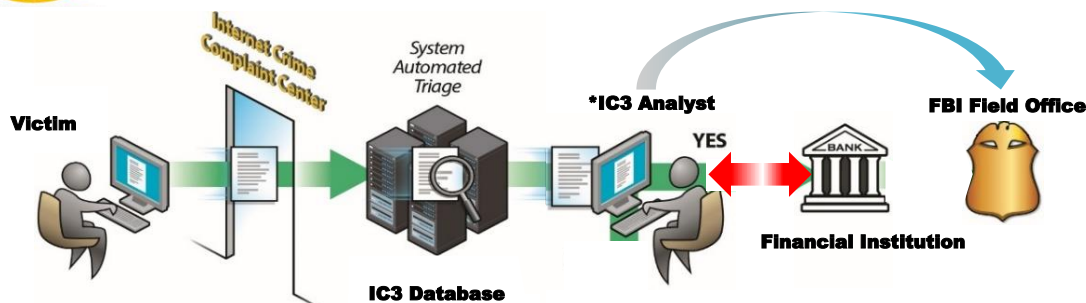 Internet Crime
Complaint Center
System
Automated
Triage
*IC3 Analyst
FBI Field Office
Victim
YES
BANK
Financial Institution
IC3 Database